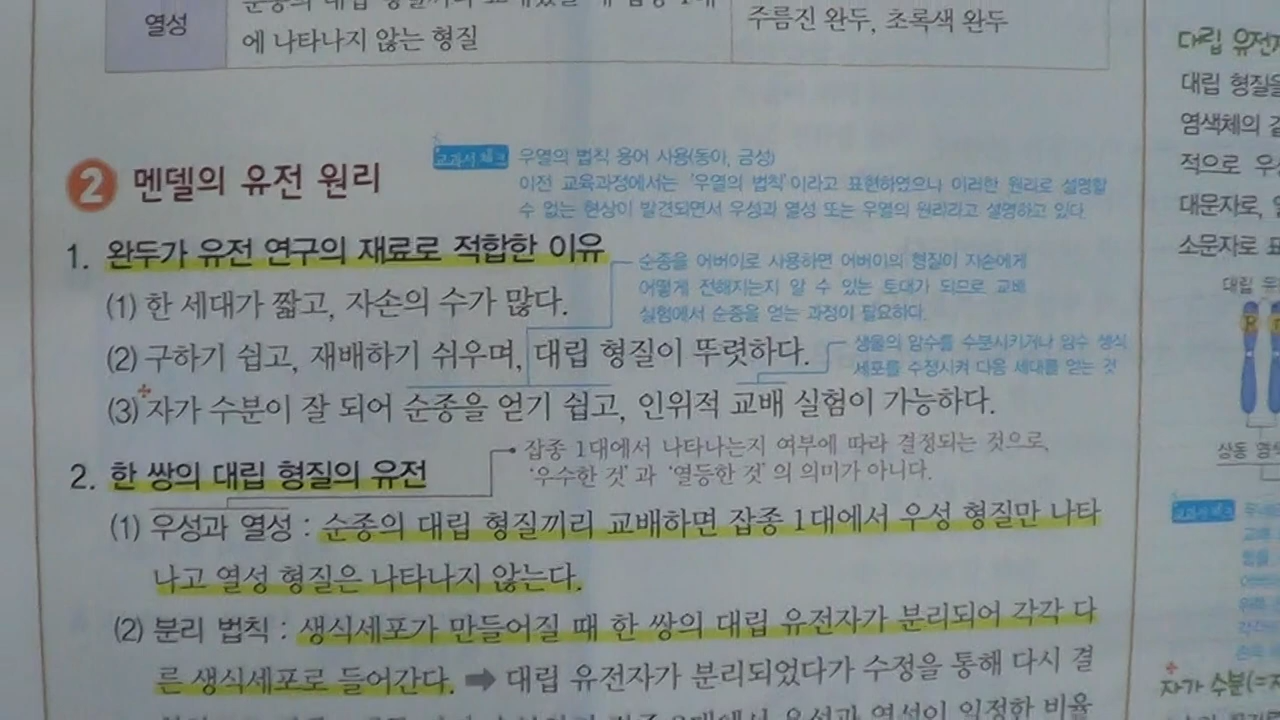 열성
에 나타나지 않는 형질
주름진 완두, 초록색 완두
2 멘델의 유전 원리
교과서 체크 우열의 법칙 용어 사용(동아, 금성)
이전 교육과정에서는 '우열의 법칙'이라고 표현하였으나 이러한 원리로 설명할
수 없는 현상이 발견되면서 우성과 열성 또는 우열의 원리라고 설명하고 있다.
1. 완두가 유전 연구의 재료로 적합한 이유
순종을 어버이로 사용하면 어버이의 형질이 자손에게
어떻게 전해지는지 알 수 있는 토대가 되므로 교배
실험에서 순종을 얻는 과정이 필요하다.
(1) 한 세대가 짧고, 자손의 수가 많다.
(2) 구하기 쉽고, 재배하기 쉬우며, 대립 형질이 뚜렷하다.
생물의 암수를 수분시키거나 암수 생식
세포를 수정시켜 다음 세대를 얻는 것
(3) 자가 수분이 잘 되어 순종을 얻기 쉽고, 인위적 교배 실험이 가능하다.
잡종 1대에서 나타나는지 여부에 따라 결정되는 것으로,
'우수한 것'과 '열등한 것'의 의미가 아니다.
2. 한 쌍의 대립 형질의 유전
(1) 우성과 열성 : 순종의 대립 형질끼리 교배하면 잡종 1대에서 우성 형질만 나타
나고 열성 형질은 나타나지 않는다.
(2) 분리 법칙 : 생식세포가 만들어질 때 한 쌍의 대립 유전자가 분리되어 각각 다
른 생식세포로 들어간다. ➡ 대립 유전자가 분리되었다가 수정을 통해 다시 결
대립 유전자
대립 형질을
염색체의 같
적으로
대문자로,
소문자로 표
대립 유
상동 염색
교과서 체크
자가 수분(=자